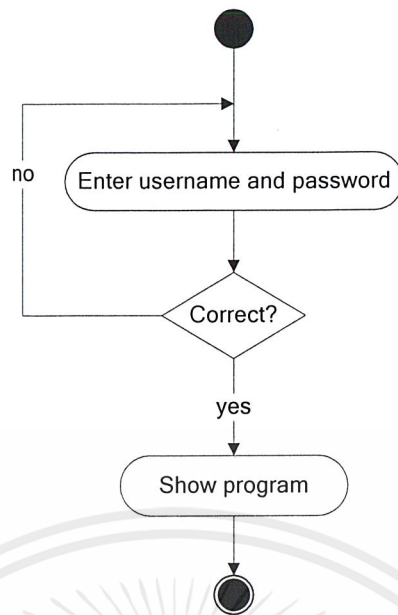 no
Enter username and password
Correct?
yes
Show program